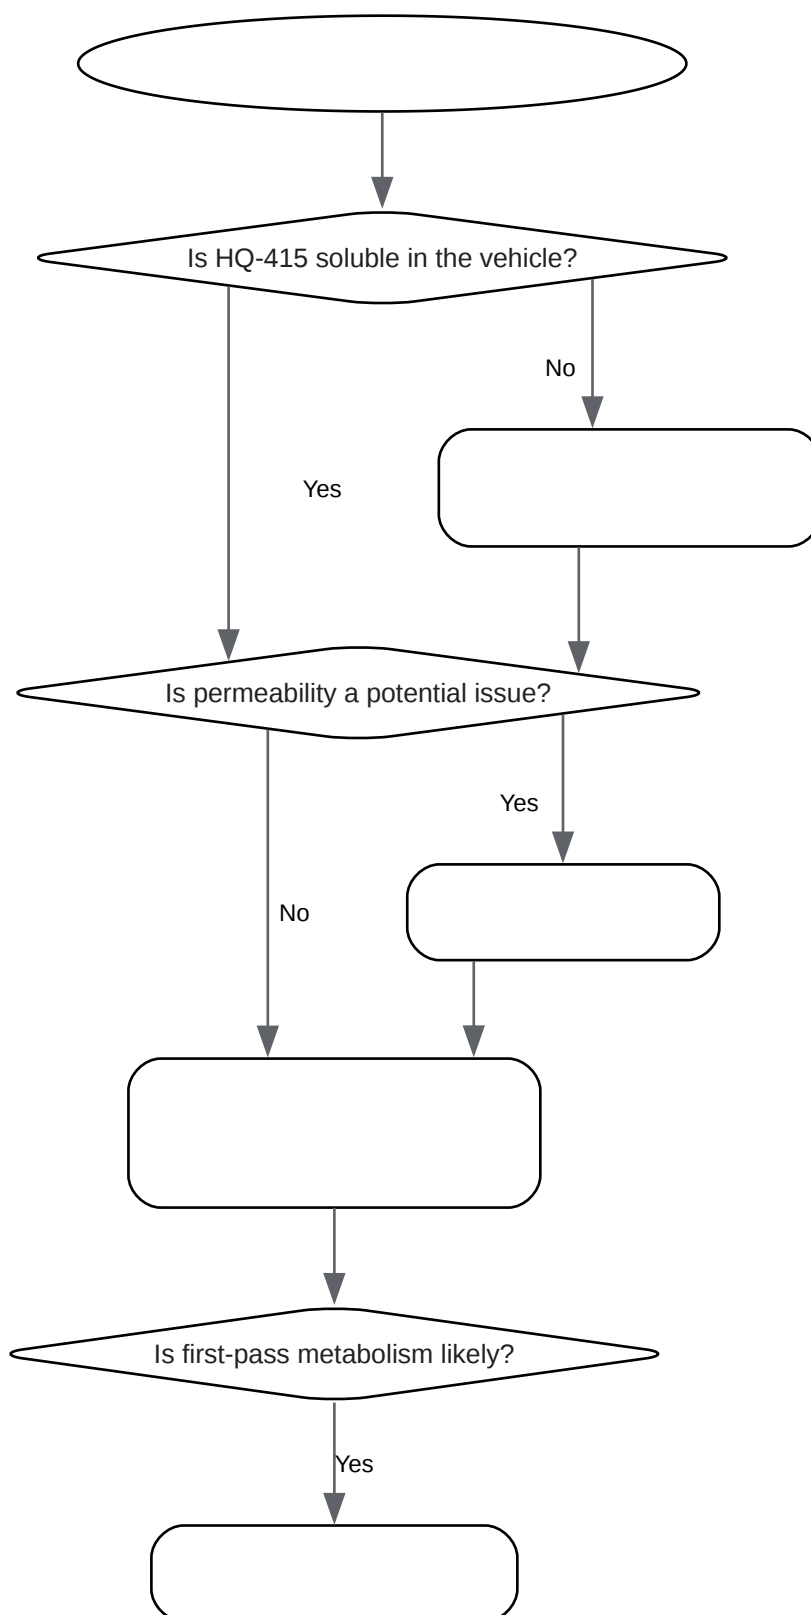 Is HQ-415 soluble in the vehicle?
No
Yes
Is permeability a potential issue?
Yes
No
Is first-pass metabolism likely?
Yes